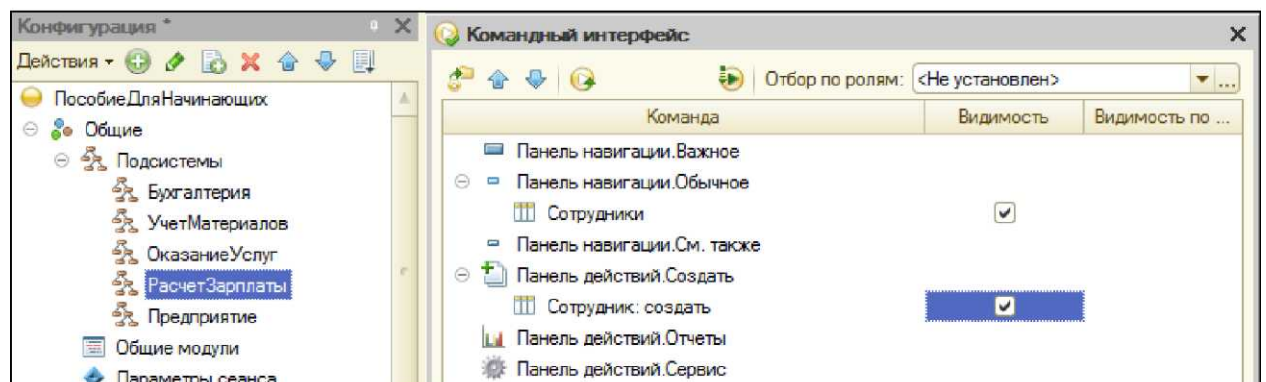 Конфигурация *
Действия
ПособиеДляНачинающих
Общие
Подсистемы
Бухгалтерия
УчетМатериалов
ОказаниеУслуг
РасчетЗарплаты
Предприятие
Общие модули
Параметры сеанса
Командный интерфейс
Отбор по ролям: <Не установлен>
Команда Видимость Видимость по ...
Панель навигации.Важное
Панель навигации.Обычное
Сотрудники
Панель навигации.См. также
Панель действий.Создать
Сотрудник: создать
Панель действий.Отчеты
Панель действий.Сервис